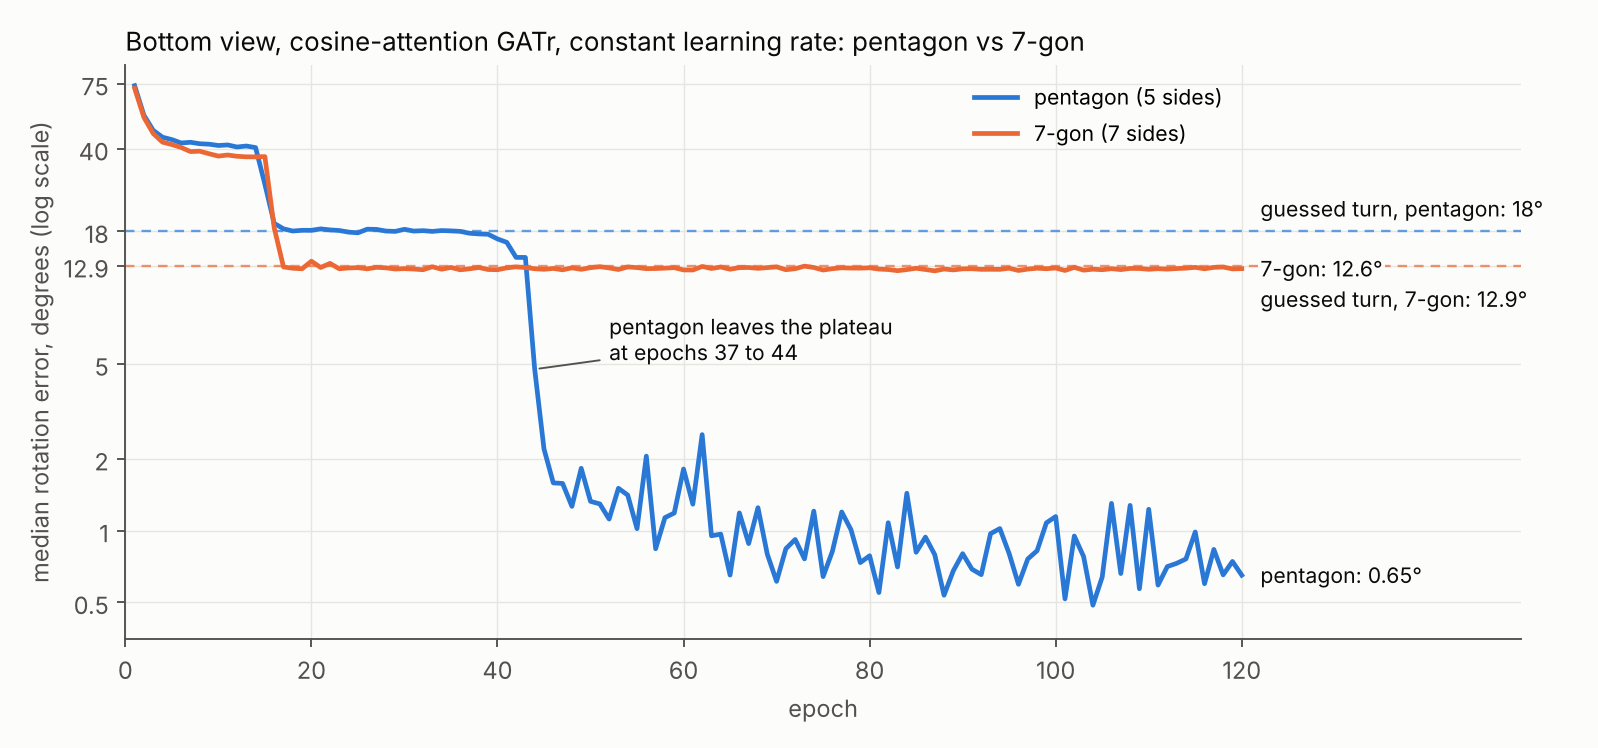 Bottom view, cosine-attention GATr, constant learning rate: pentagon vs 7-gon
median rotation error, degrees (log scale)
75
40
18
12.9
5
2
1
0.5
pentagon (5 sides)
7-gon (7 sides)
guessed turn, pentagon: 18°
7-gon: 12.6°
guessed turn, 7-gon: 12.9°
pentagon leaves the plateau
at epochs 37 to 44
pentagon: 0.65°
0 20 40 60 80 100 120
epoch